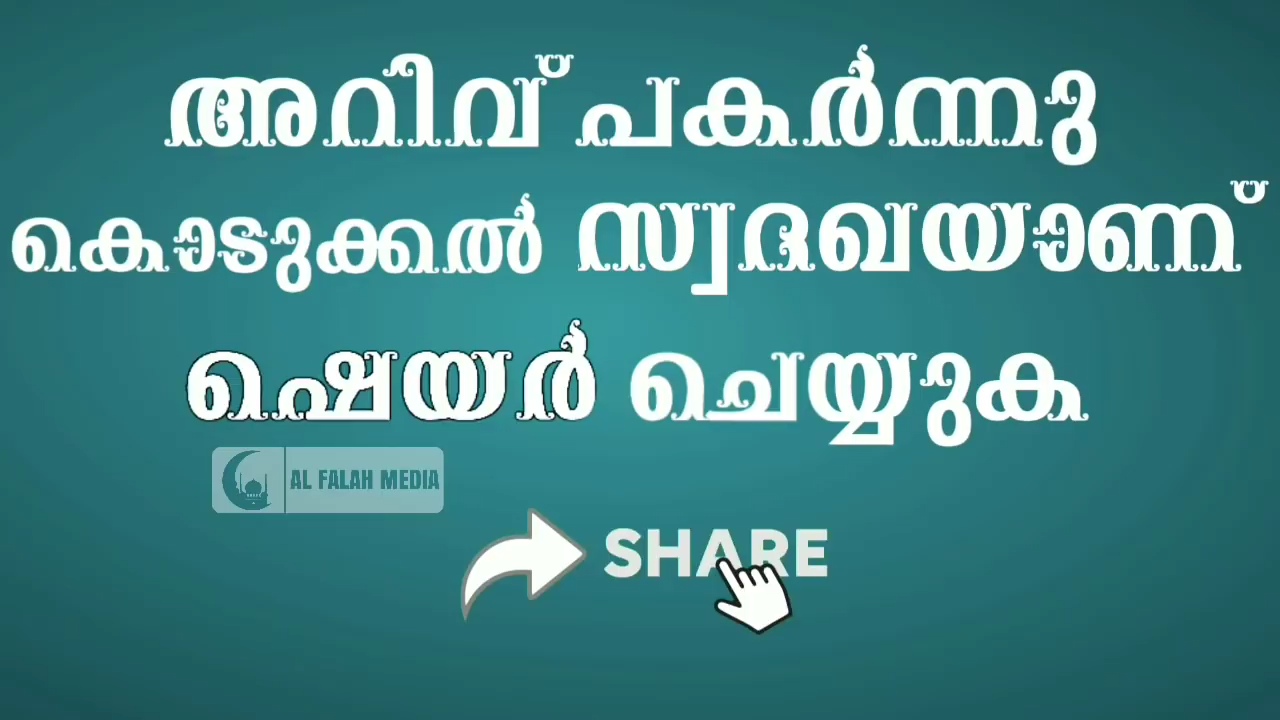 അറിവ് പകർന്നു
കൊടുക്കൽ സ്വദഖയാണ്
ഷെയർ ചെയ്യുക
AL FALAH MEDIA
SHARE